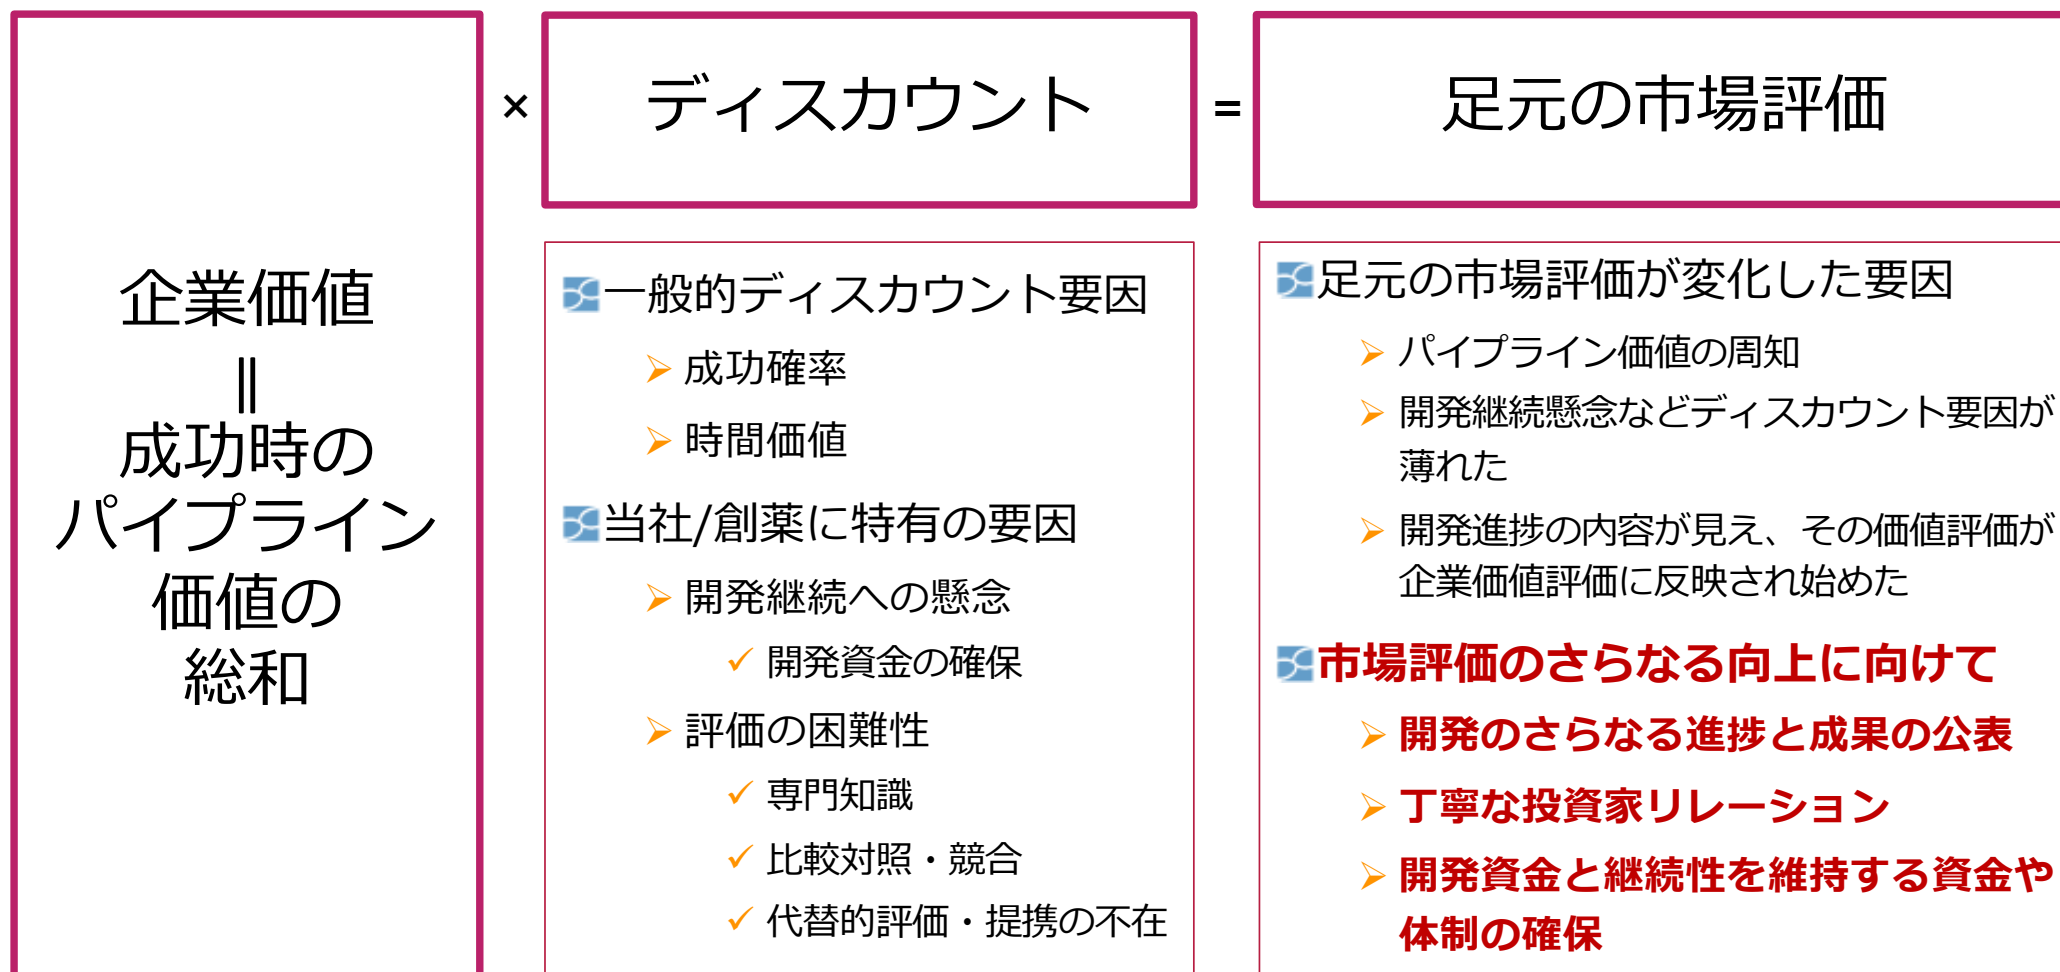 企業価値
||
成功時の
パイプライン
価値の
総和
×
ディスカウント
=
足元の市場評価
一般的ディスカウント要因
成功確率
時間価値
当社/創薬に特有の要因
開発継続への懸念
開発資金の確保
評価の困難性
専門知識
比較対照・競合
代替的評価・提携の不在
足元の市場評価が変化した要因
パイプライン価値の周知
開発継続懸念などディスカウント要因が
薄れた
開発進捗の内容が見え、その価値評価が
企業価値評価に反映され始めた
市場評価のさらなる向上に向けて
開発のさらなる進捗と成果の公表
丁寧な投資家リレーション
開発資金と継続性を維持する資金や
体制の確保